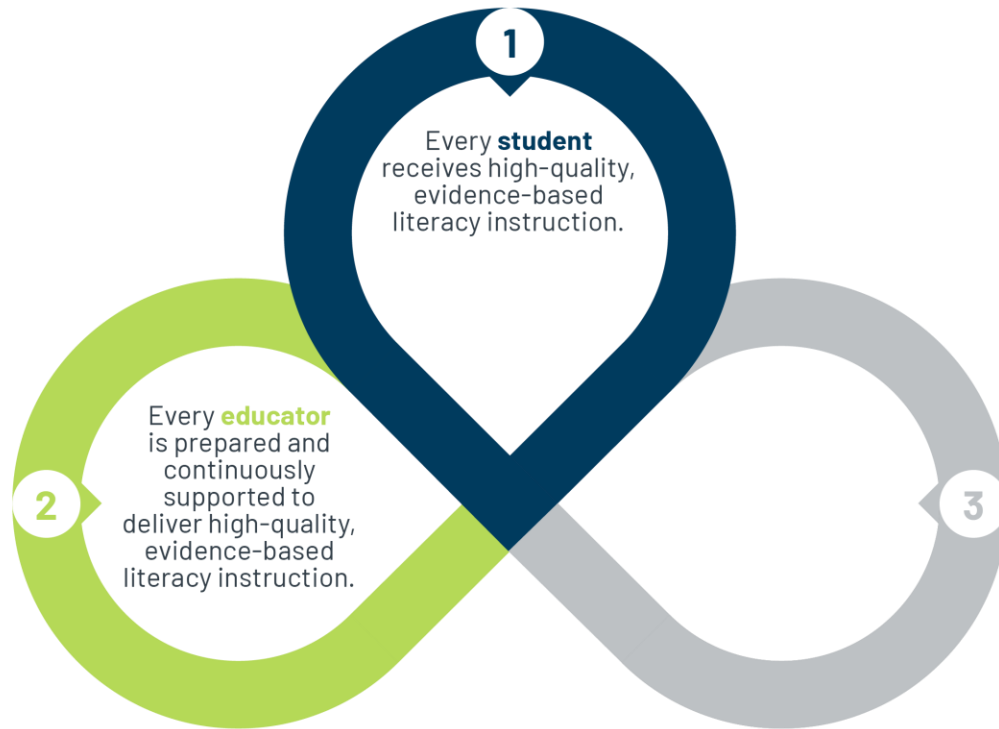 1
Every student
receives high-quality,
evidence-based
literacy instruction.
2
Every educator
is prepared and
continuously
supported to
deliver high-quality,
evidence-based
literacy instruction.
3